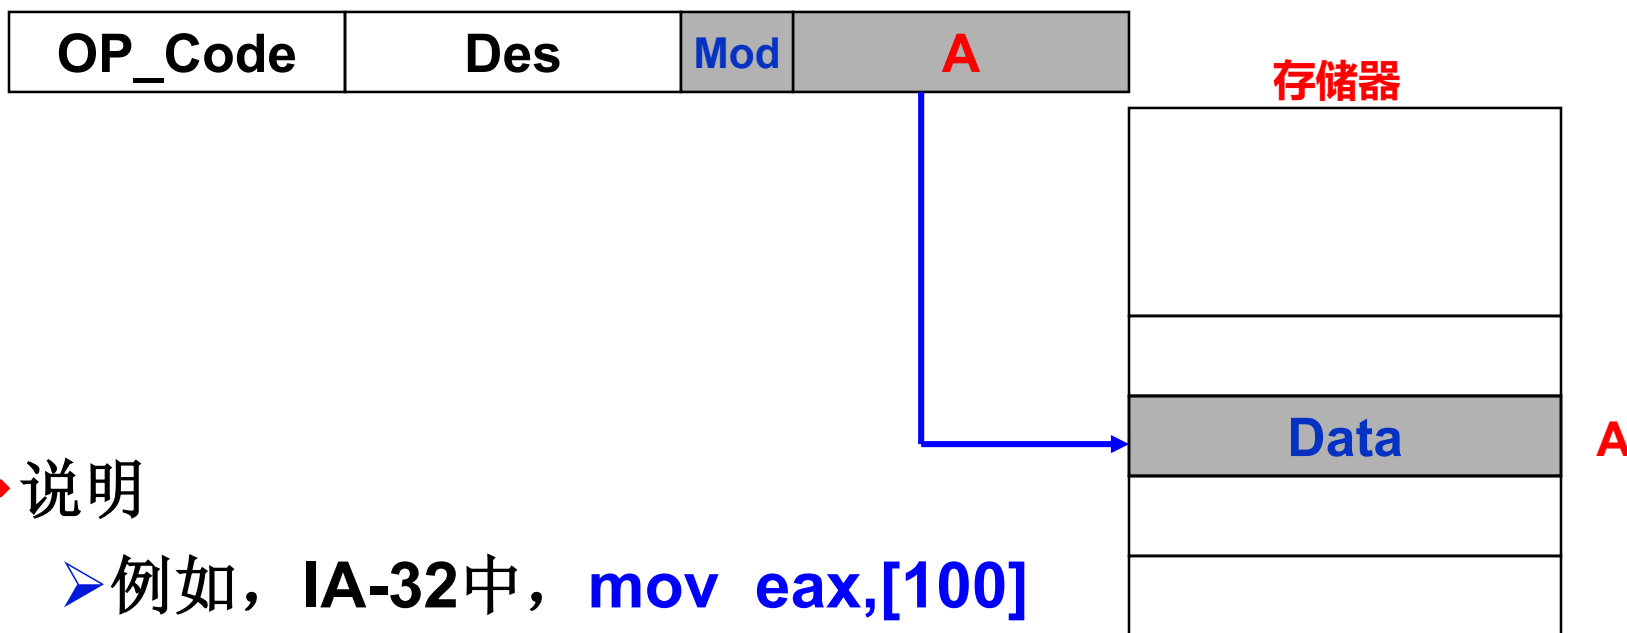 OP_Code Des Mod A
存储器
Data A
说明
例如，IA-32中，mov eax,[100]